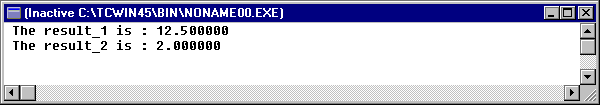 (Inactive C:\TCWIN45\BIN\NONAME00.EXE)
The result_1 is : 12.500000
The result_2 is : 2.000000